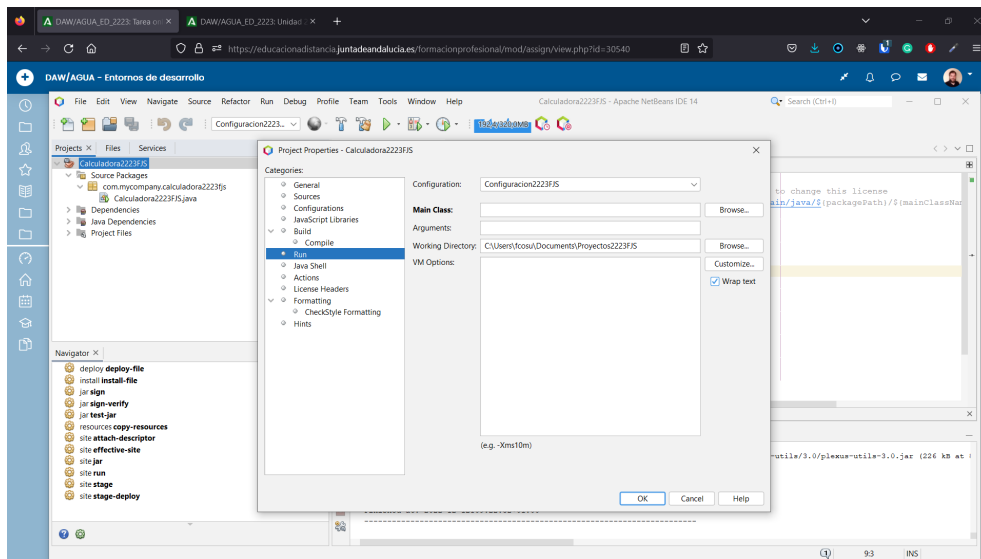 DAW/AGUA_ED_2223: Tarea on
DAW/AGUA_ED_2223: Unidad 2
https://educacionadistancia.juntadeandalucia.es/formacionprofesional/mod/assign/view.php?id=30540
DAW/AGUA - Entornos de desarrollo
File Edit View Navigate Source Refactor Run Debug Profile Team Tools Window Help
Calculadora2223FJS - Apache NetBeans IDE 14
Search (Ctrl+I)
Configuracion2223...
Projects Files Services
Calculadora2223FJS
Source Packages
com.mycompany.calculadora2223fjs
Calculadora2223FJS.java
Dependencies
Java Dependencies
Project Files
Project Properties - Calculadora2223FJS
Categories:
General
Sources
Configurations
JavaScript Libraries
Build
Compile
Run
Java Shell
Actions
License Headers
Formatting
CheckStyle Formatting
Hints
Configuration: Configuracion2223FJS
Main Class: Browse...
Arguments:
Working Directory: C:\Users\fcosu\Documents\Proyectos2223FJS Browse...
VM Options: Customize...
Wrap text
(e.g. -Xms10m)
OK Cancel Help
to change this license
ain/java/${packagePath}/${mainClassNam
Navigator
deploy deploy-file
install install-file
jar sign
jar sign-verify
jar test-jar
resources copy-resources
site attach-descriptor
site effective-site
site jar
site run
site stage
site stage-deploy
-utils/3.0/plexus-utils-3.0.jar (226 kB at
9:3 INS